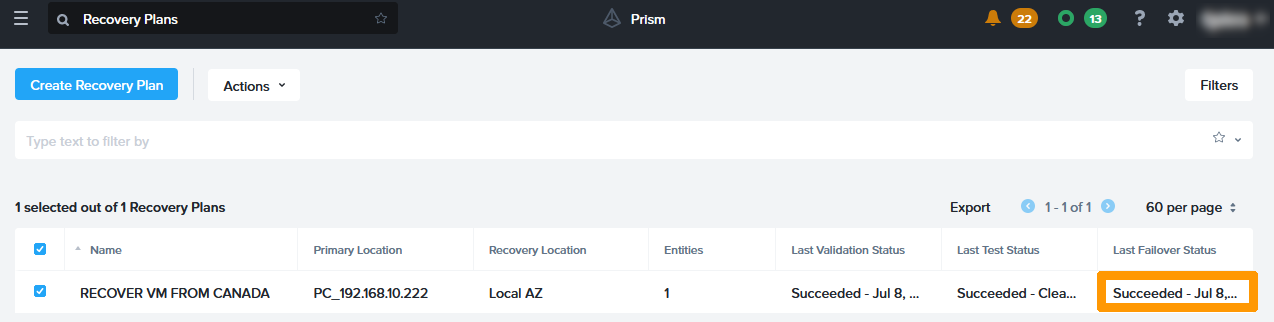 Recovery Plans
Prism
22
13
?
Create Recovery Plan
Actions
Filters
Type text to filter by
1 selected out of 1 Recovery Plans
Export
1 - 1 of 1
60 per page
Name Primary Location Recovery Location Entities Last Validation Status Last Test Status Last Failover Status
RECOVER VM FROM CANADA PC_192.168.10.222 Local AZ 1 Succeeded - Jul 8, ... Succeeded - Clea... Succeeded - Jul 8,...